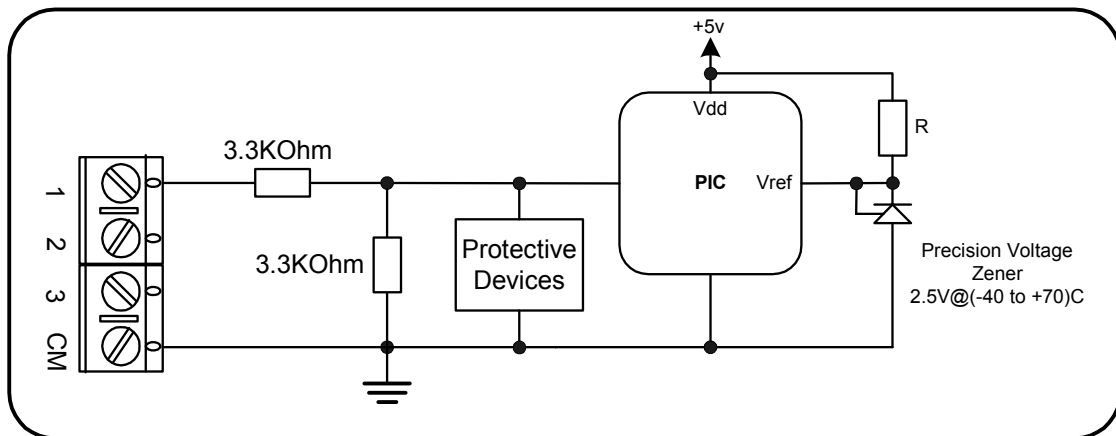 +5v
Vdd
R
3.3KOhm
PIC
Vref
1
2
3
CM
3.3KOhm
Protective
Devices
Precision Voltage
Zener
2.5V@(-40 to +70)C